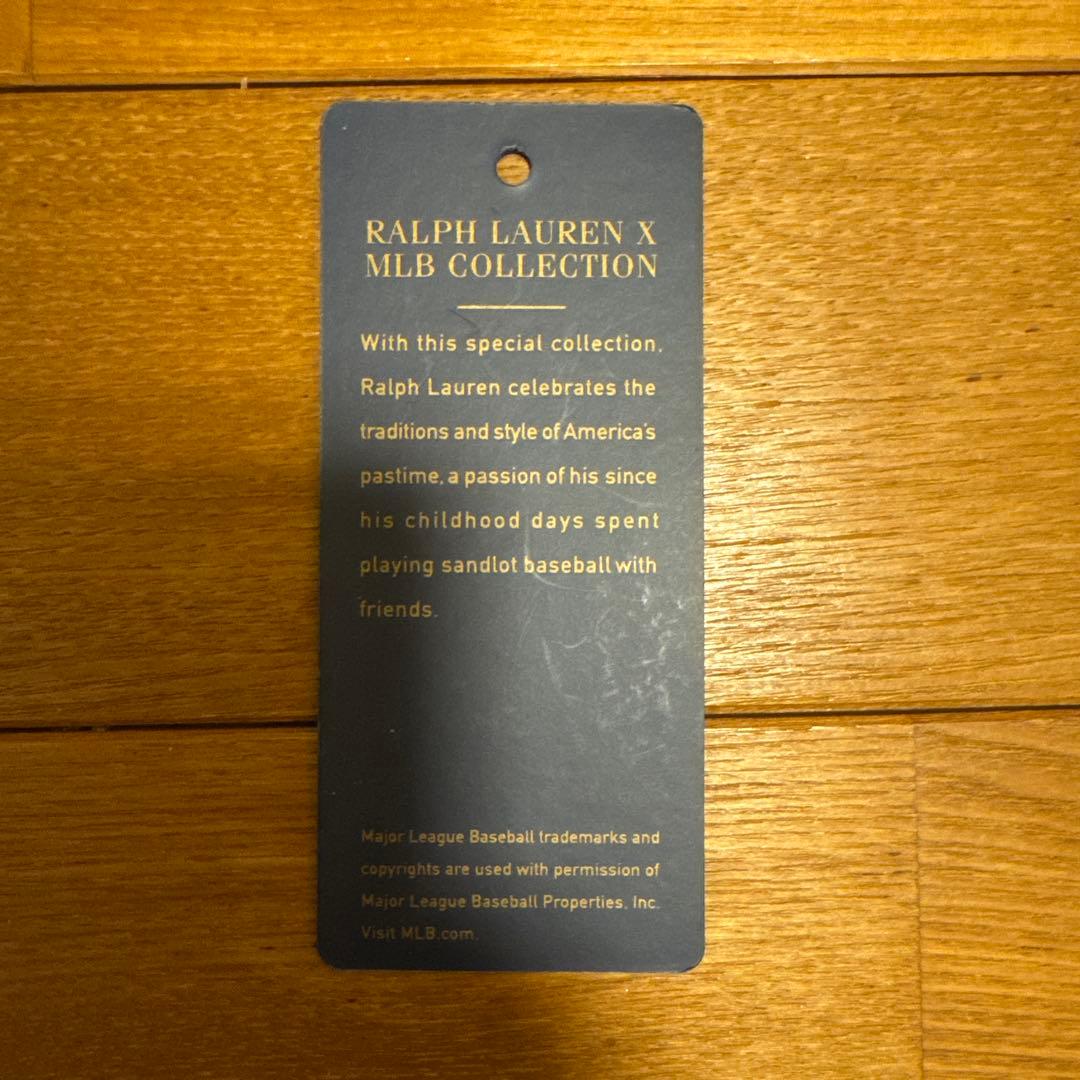 RALPH LAUREN X
MLB COLLECTION
With this special collection,
Ralph Lauren celebrates the
traditions and style of America's
pastime, a passion of his since
his childhood days spent
playing sandlot baseball with
friends.
Major League Baseball trademarks and
copyrights are used with permission of
Major League Baseball Properties, Inc.
Visit MLB.com.